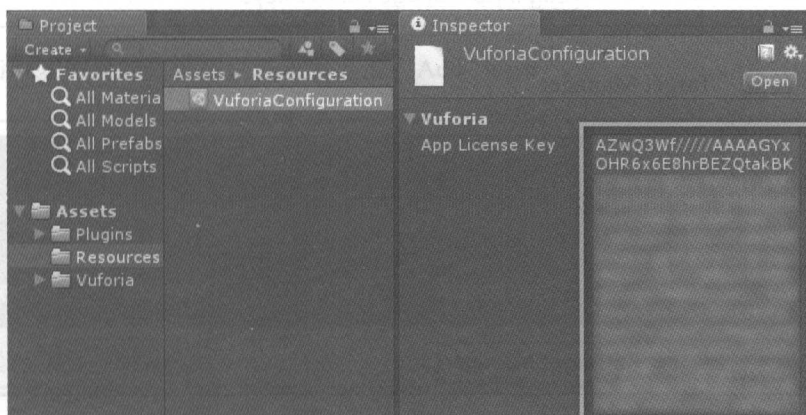 Project
Create
Favorites
All Materia
All Models
All Prefabs
All Scripts
Assets
Plugins
Resources
Vuforia
Assets ▸ Resources
VuforiaConfiguration
Inspector
VuforiaConfiguration
Open
Vuforia
App License Key
AZwQ3Wf/////AAAAGYx
OHR6x6E8hrBEZQtakBK